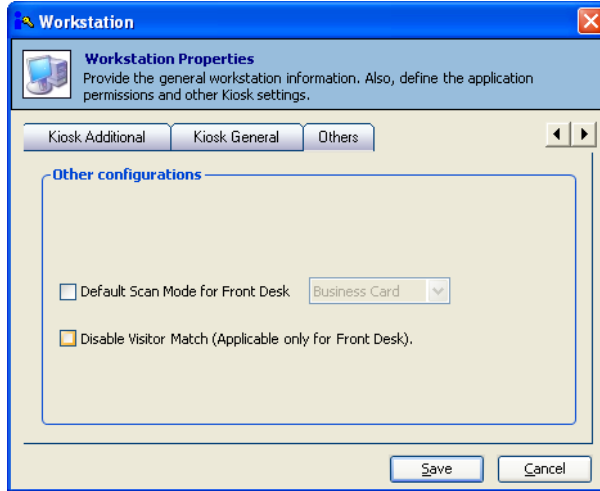 Workstation
Workstation Properties
Provide the general workstation information. Also, define the application
permissions and other Kiosk settings.
Kiosk Additional Kiosk General Others
Other configurations
Default Scan Mode for Front Desk Business Card
Disable Visitor Match (Applicable only for Front Desk).
Save Cancel